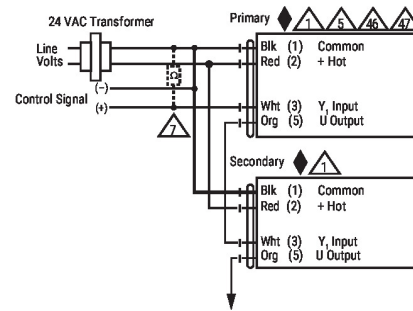 24 VAC Transformer
Primary 1 5 46 47
Line Volts
Blk (1) Common
Red (2) + Hot
Ω
Control Signal (–) (+)
Wht (3) Y, Input
Org (5) U Output
7
Secondary 1
Blk (1) Common
Red (2) + Hot
Wht (3) Y, Input
Org (5) U Output